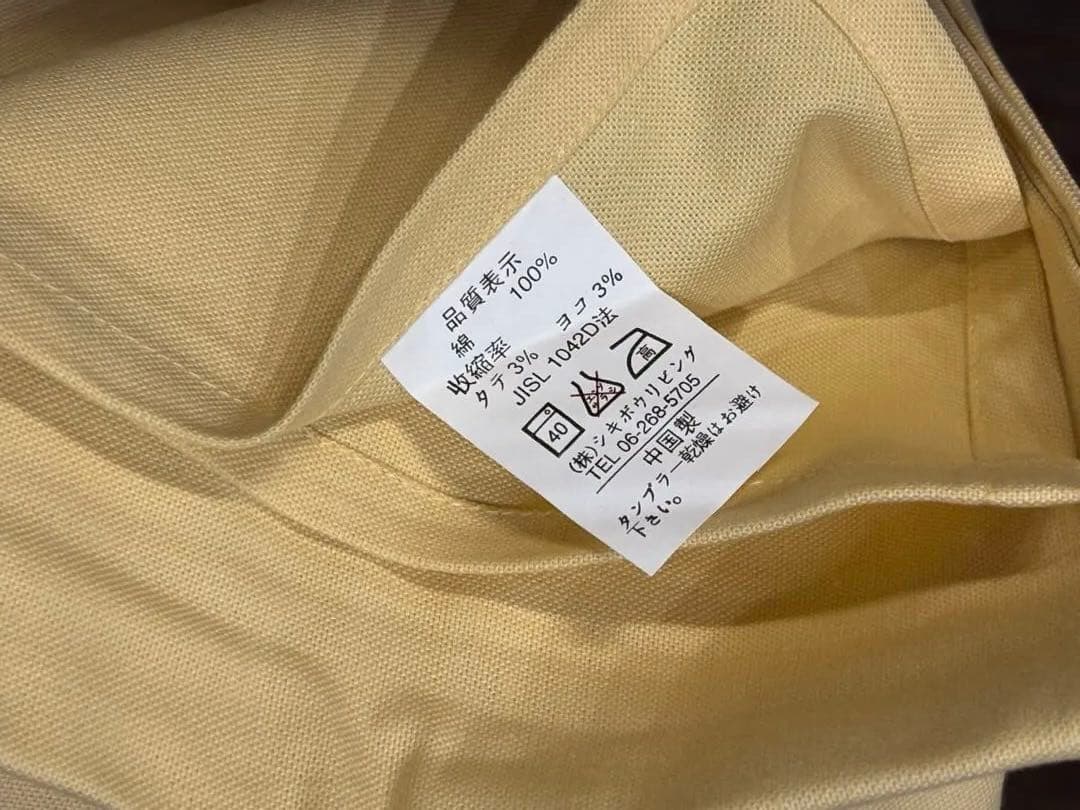 品質表示
綿 100%
収縮率
タテ 3% ヨコ 3%
JISL 1042D法
40 高
(株)シキボウリビング
TEL 06-268-5705
中国製
タンブラー乾燥はお避け
下さい。